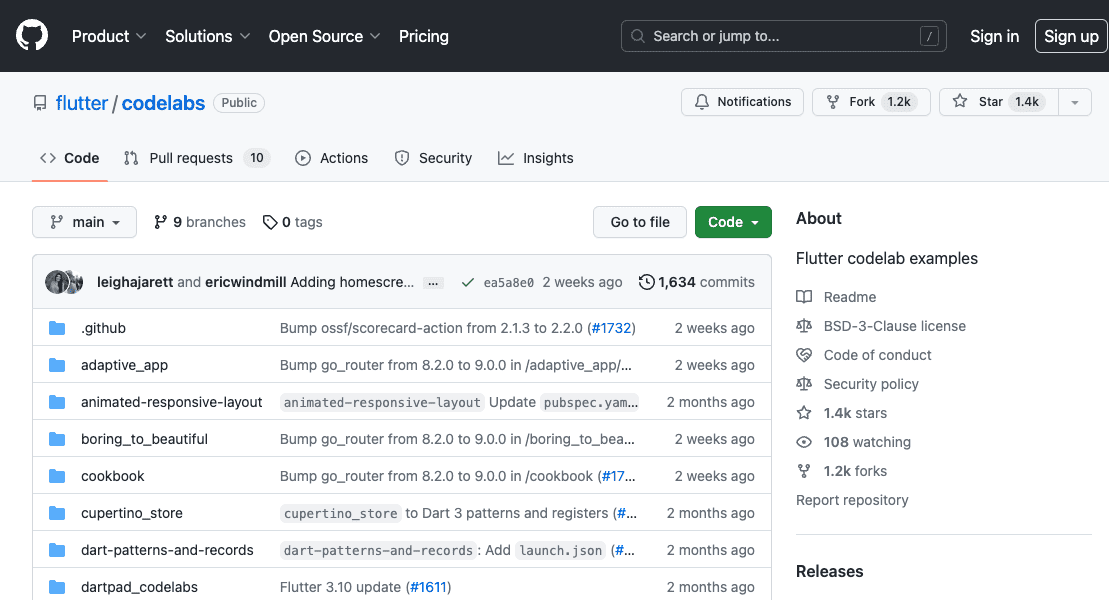 Product Solutions Open Source Pricing Search or jump to... / Sign in Sign up
flutter / codelabs Public Notifications Fork 1.2k Star 1.4k
Code Pull requests 10 Actions Security Insights
main 9 branches 0 tags Go to file Code
leighajarett and ericwindmill Adding homescre... ... ea5a8e0 2 weeks ago 1,634 commits
.github Bump ossf/scorecard-action from 2.1.3 to 2.2.0 (#1732) 2 weeks ago
adaptive_app Bump go_router from 8.2.0 to 9.0.0 in /adaptive_app/... 2 weeks ago
animated-responsive-layout animated-responsive-layout Update pubspec.yam... 2 months ago
boring_to_beautiful Bump go_router from 8.2.0 to 9.0.0 in /boring_to_bea... 2 weeks ago
cookbook Bump go_router from 8.2.0 to 9.0.0 in /cookbook (#17... 2 weeks ago
cupertino_store cupertino_store to Dart 3 patterns and registers (#... 2 months ago
dart-patterns-and-records dart-patterns-and-records : Add launch.json (#... 2 months ago
dartpad_codelabs Flutter 3.10 update (#1611) 2 months ago
About
Flutter codelab examples
Readme
BSD-3-Clause license
Code of conduct
Security policy
1.4k stars
108 watching
1.2k forks
Report repository
Releases